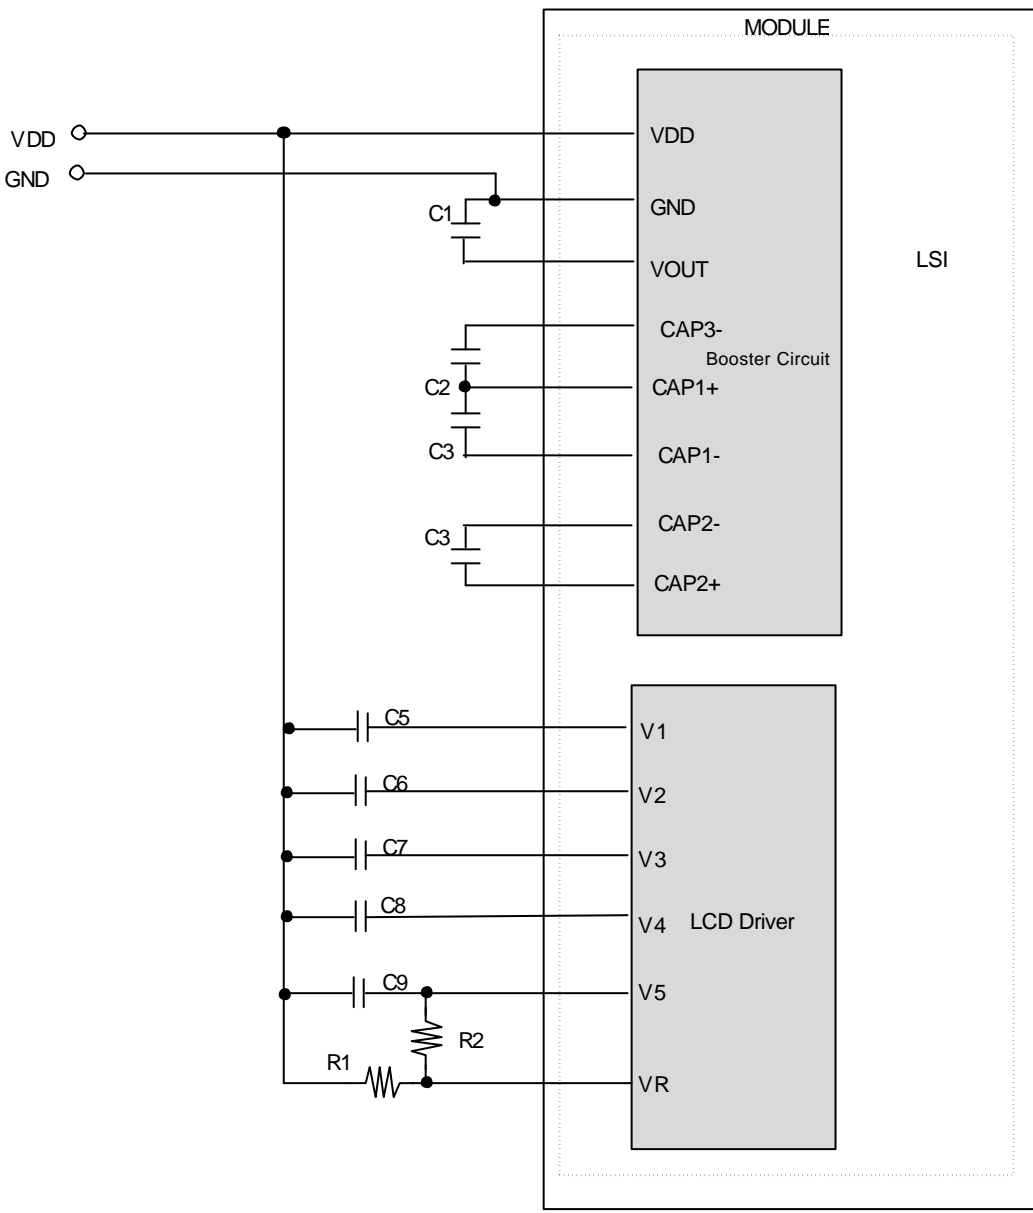 MODULE
VDD
VDD
GND
GND
C1
VOUT
LSI
CAP3-
Booster Circuit
C2
CAP1+
C3
CAP1-
CAP2-
C3
CAP2+
C5
V1
C6
V2
C7
V3
C8
V4
LCD Driver
C9
V5
R2
R1
VR